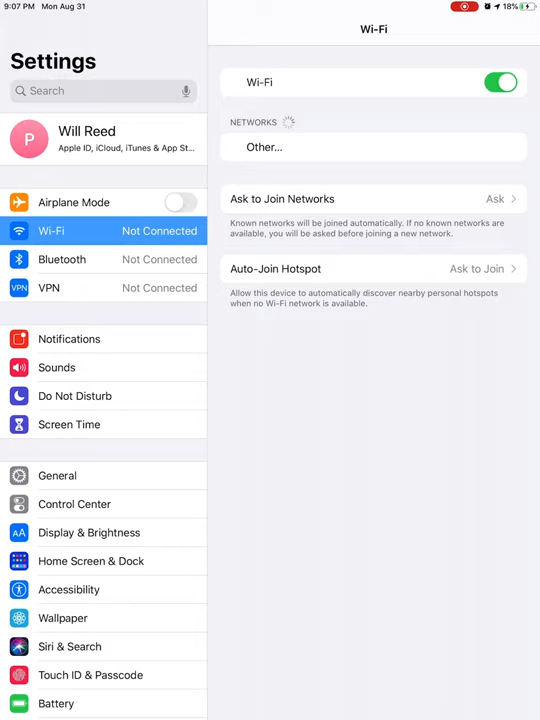 9:07 PM Mon Aug 31
18%
Settings
Search
P
Will Reed
Apple ID, iCloud, iTunes & App St...
Airplane Mode
Wi-Fi Not Connected
Bluetooth Not Connected
VPN VPN Not Connected
Notifications
Sounds
Do Not Disturb
Screen Time
General
Control Center
AA Display & Brightness
Home Screen & Dock
Accessibility
Wallpaper
Siri & Search
Touch ID & Passcode
Battery
Wi-Fi
Wi-Fi
NETWORKS
Other...
Ask to Join Networks Ask
Known networks will be joined automatically. If no known networks are
available, you will be asked before joining a new network.
Auto-Join Hotspot Ask to Join
Allow this device to automatically discover nearby personal hotspots
when no Wi-Fi network is available.